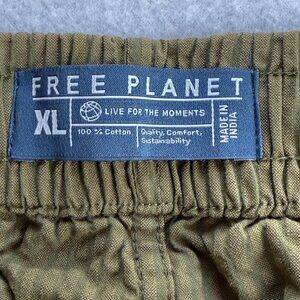 FREE PLANET
XL
LIVE FOR THE MOMENTS
100 % Cotton
Quality, Comfort,
Sustainability
MADE IN
INDIA